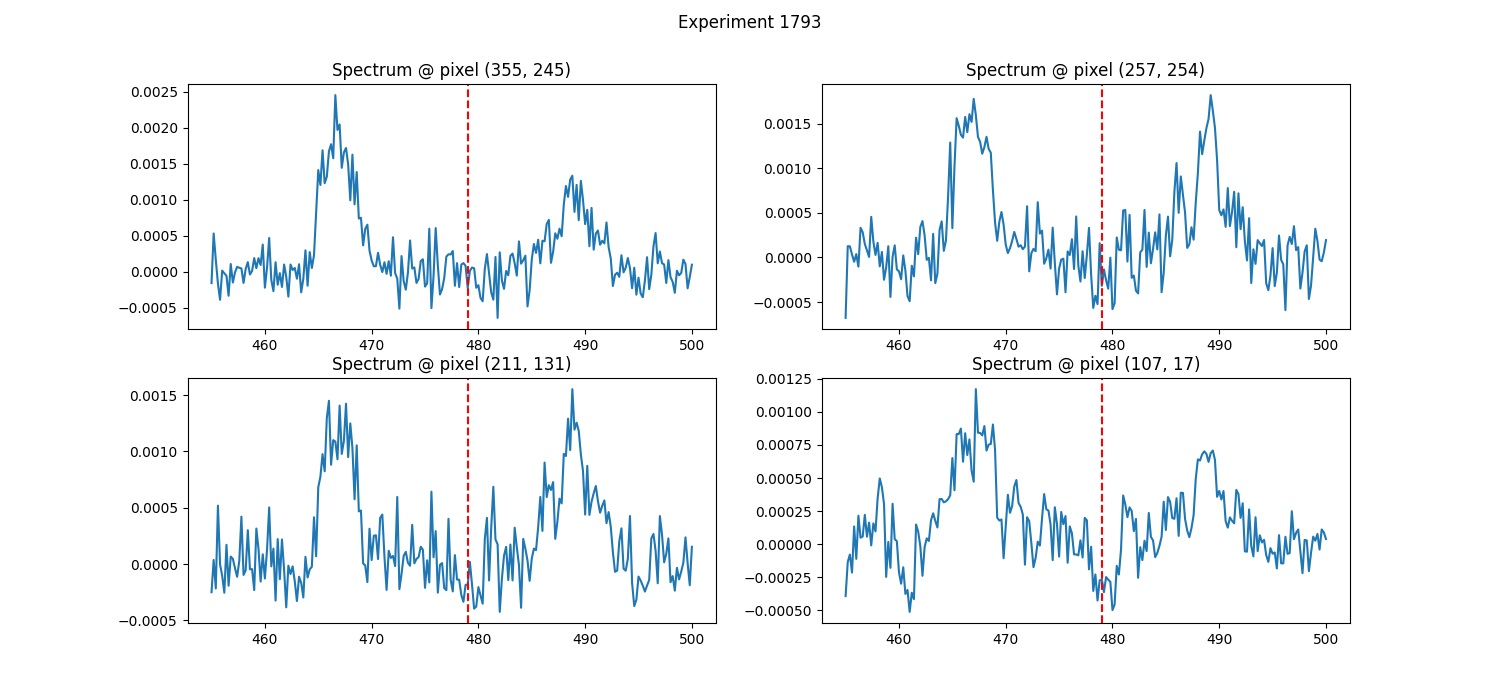 Experiment 1793
Spectrum @ pixel (355, 245)
0.0025
0.0020
0.0015
0.0010
0.0005
0.0000
−0.0005
460 470 480 490 500
Spectrum @ pixel (257, 254)
0.0015
0.0010
0.0005
0.0000
−0.0005
460 470 480 490 500
Spectrum @ pixel (211, 131)
0.0015
0.0010
0.0005
0.0000
−0.0005
460 470 480 490 500
Spectrum @ pixel (107, 17)
0.00125
0.00100
0.00075
0.00050
0.00025
0.00000
−0.00025
−0.00050
460 470 480 490 500